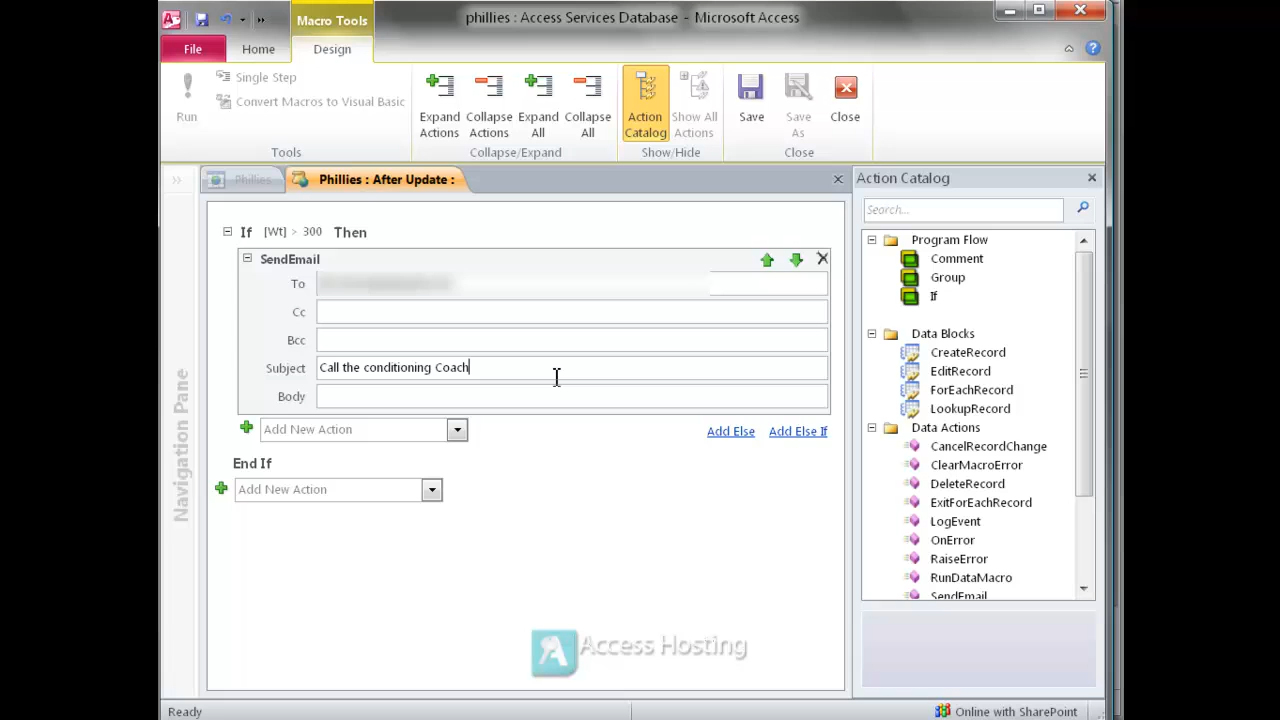 Macro Tools
phillies : Access Services Database - Microsoft Access
File
Home
Design
Run
Single Step
Convert Macros to Visual Basic
Tools
Expand Actions
Collapse Actions
Expand All
Collapse All
Collapse/Expand
Action Catalog
Show All Actions
Show/Hide
Save
Save As
Close
Close
Navigation Pane
Phillies
Phillies : After Update :
If [Wt] > 300 Then
SendEmail
To
Cc
Bcc
Subject Call the conditioning Coach
Body
Add New Action
Add Else
Add Else If
End If
Add New Action
Access Hosting
Action Catalog
Search...
Program Flow
Comment
Group
If
Data Blocks
CreateRecord
EditRecord
ForEachRecord
LookupRecord
Data Actions
CancelRecordChange
ClearMacroError
DeleteRecord
ExitForEachRecord
LogEvent
OnError
RaiseError
RunDataMacro
SendEmail
Ready
Online with SharePoint